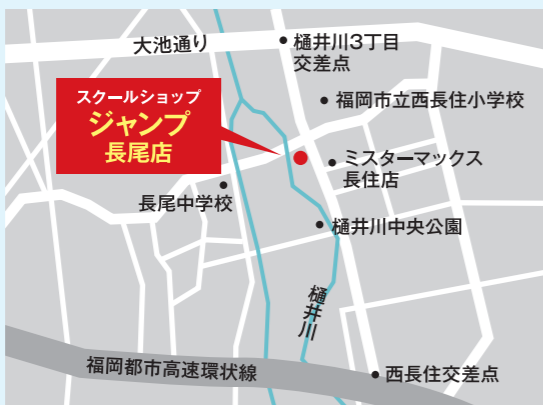 大池通り
樋井川3丁目
交差点
スクールショップ
ジャンプ
長尾店
福岡市立西長住小学校
ミスターマックス
長住店
長尾中学校
樋井川中央公園
樋井川
福岡都市高速環状線
西長住交差点